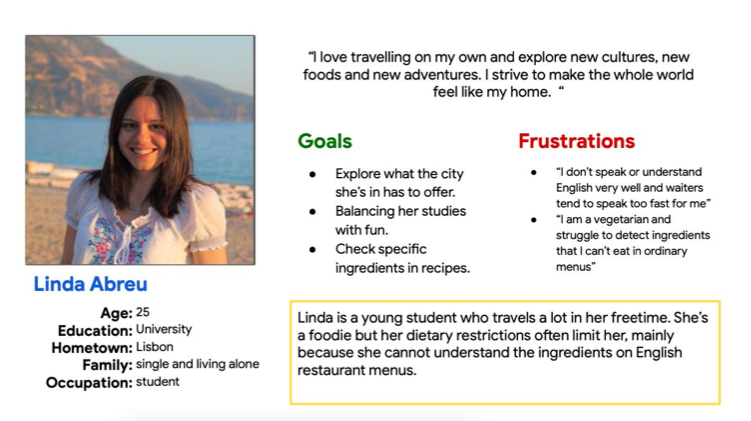 “I love travelling on my own and explore new cultures, new
foods and new adventures. I strive to make the whole world
feel like my home. “
Goals
● Explore what the city
she’s in has to offer.
● Balancing her studies
with fun.
● Check specific
ingredients in recipes.
Frustrations
● “I don’t speak or understand
English very well and waiters
tend to speak too fast for me”
● “I am a vegetarian and
struggle to detect ingredients
that I can’t eat in ordinary
menus”
Linda Abreu
Age: 25
Education: University
Hometown: Lisbon
Family: single and living alone
Occupation: student
Linda is a young student who travels a lot in her freetime. She’s
a foodie but her dietary restrictions often limit her, mainly
because she cannot understand the ingredients on English
restaurant menus.